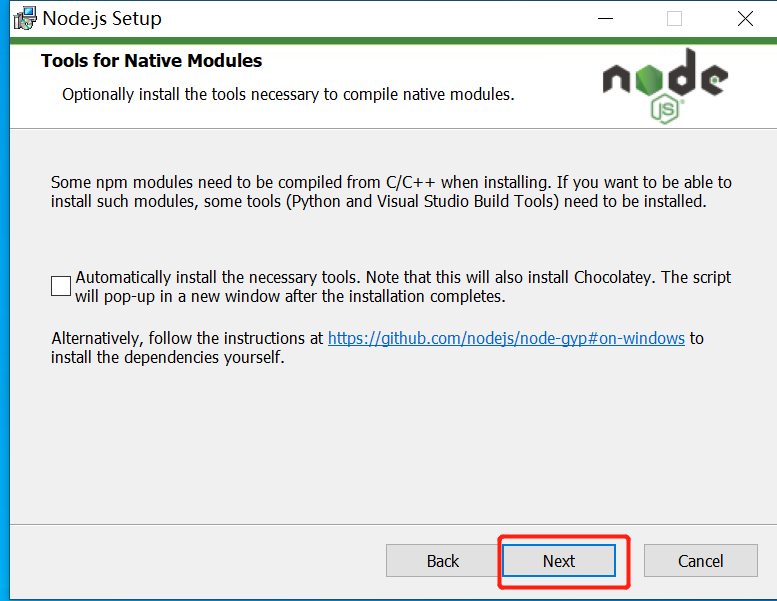 Node.js Setup
Tools for Native Modules
Optionally install the tools necessary to compile native modules.
node
JS
Some npm modules need to be compiled from C/C++ when installing. If you want to be able to
install such modules, some tools (Python and Visual Studio Build Tools) need to be installed.
Automatically install the necessary tools. Note that this will also install Chocolatey. The script
will pop-up in a new window after the installation completes.
Alternatively, follow the instructions at https://github.com/nodejs/node-gyp#on-windows to
install the dependencies yourself.
Back Next Cancel